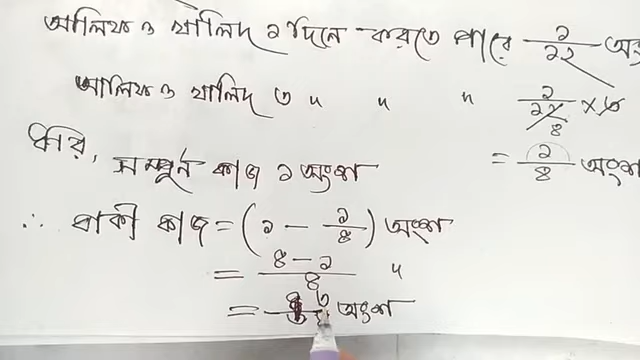 আলিফ ও খালিদ ১ দিনে করতে পারে ১/১২ অংশ
আলিফ ও খালিদ ৩ " " " ১/১২ × ৩
৪
= ১/৪ অংশ
ধরি, সম্পূর্ন কাজ ১ অংশ
∴ বাকী কাজ = (১ - ১/৪) অংশ
= ৪ - ১/৪ "
= ৩ অংশ